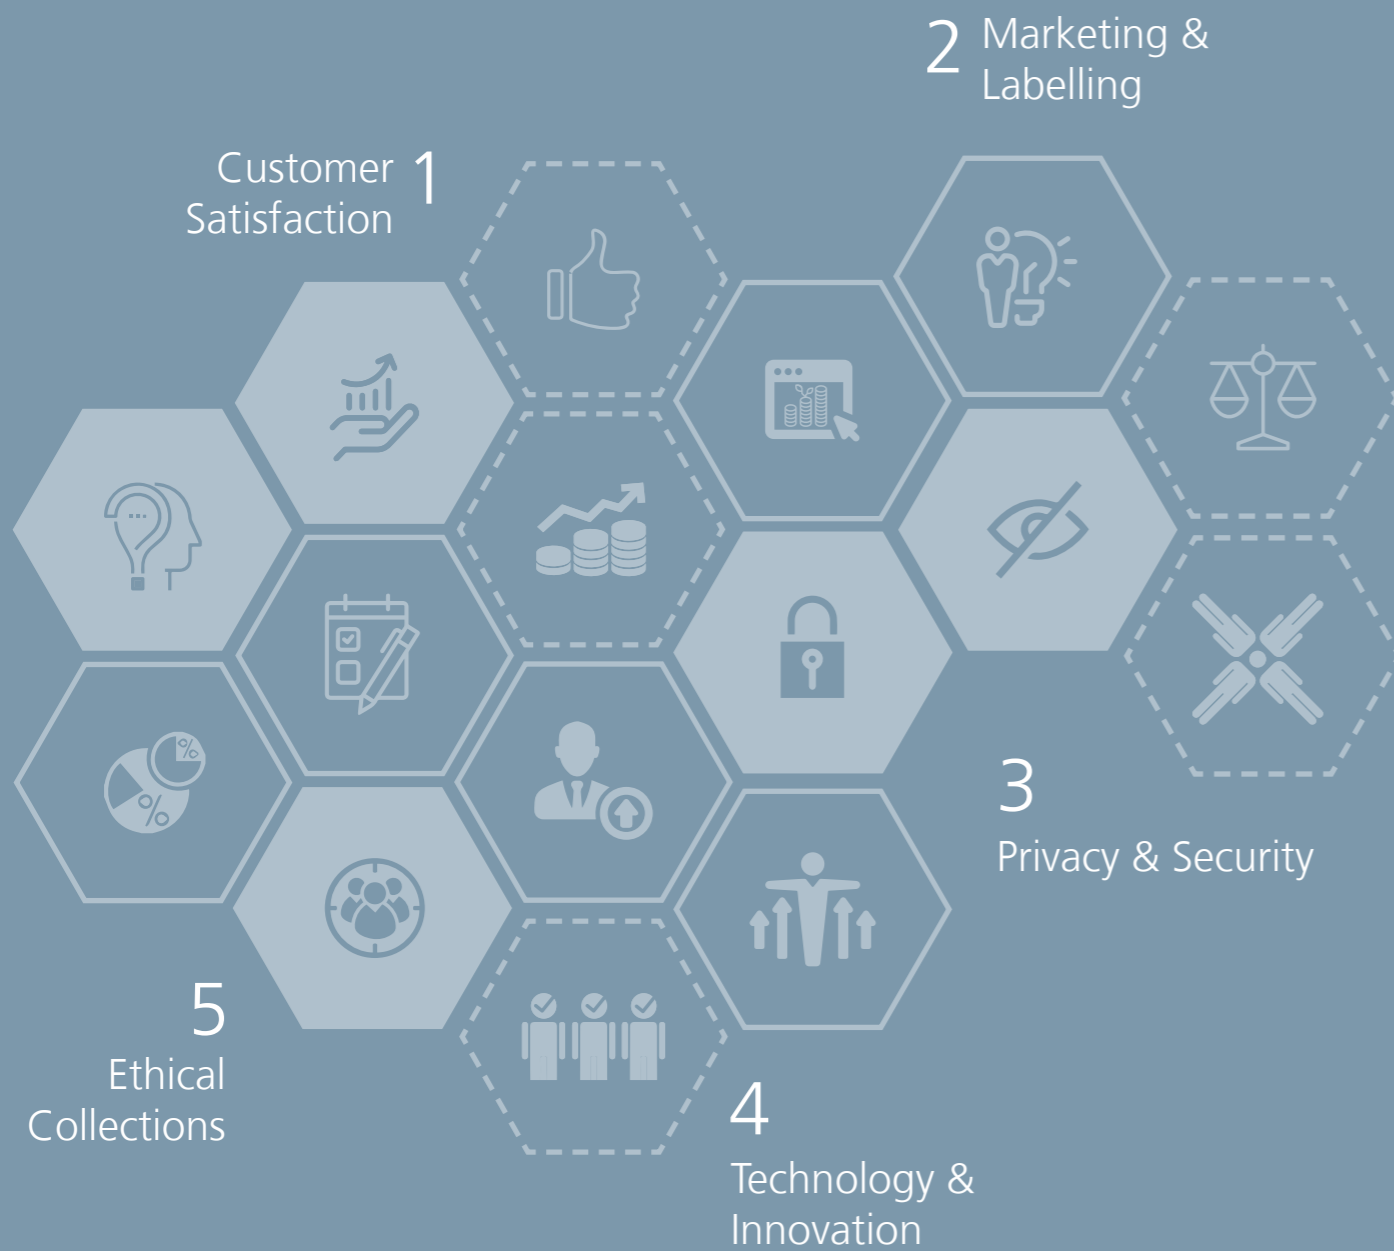 1
Customer
Satisfaction
2
Marketing &
Labelling
3
Privacy & Security
4
Technology &
Innovation
5
Ethical
Collections
%
%